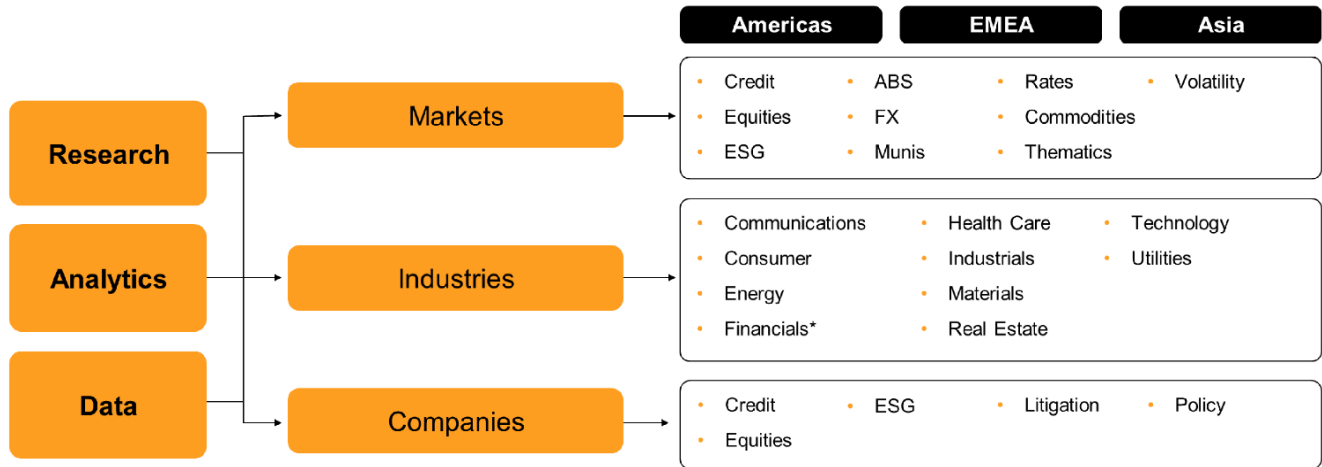 Americas EMEA Asia
Research
Analytics
Data
Markets
Credit ABS Rates Volatility
Equities FX Commodities
ESG Munis Thematics
Industries
Communications Health Care Technology
Consumer Industrials Utilities
Energy Materials
Financials* Real Estate
Companies
Credit ESG Litigation Policy
Equities